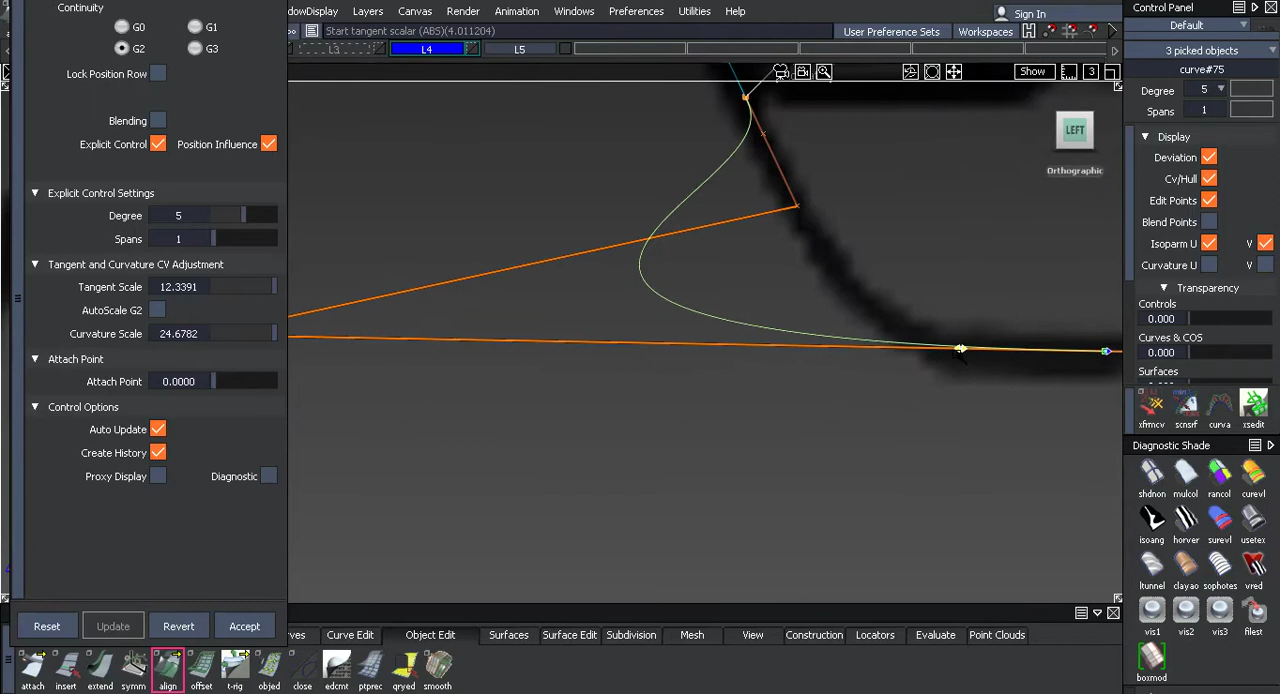 Continuity
G0
G1
G2
G3
Lock Position Row
Blending
Explicit Control
Position Influence
Explicit Control Settings
Degree 5
Spans 1
Tangent and Curvature CV Adjustment
Tangent Scale 12.3391
AutoScale G2
Curvature Scale 24.6782
Attach Point
Attach Point 0.0000
Control Options
Auto Update
Create History
Proxy Display
Diagnostic
Reset
Update
Revert
Accept
ndowDisplay Layers Canvas Render Animation Windows Preferences Utilities Help
Sign In
Start tangent scalar (ABS)(4.011204)
User Preference Sets
Workspaces
L3
L4
L5
Show
3
LEFT
Orthographic
Control Panel
Default
3 picked objects
curve#75
Degree 5
Spans 1
Display
Deviation
Cv/Hull
Edit Points
Blend Points
Isoparm U V
Curvature U V
Transparency
Controls
0.000
Curves & COS
0.000
Surfaces
xfrmcv scnsrf curva xsedit
Diagnostic Shade
shdnon mulcol rancol curevl
isoang horver surevl usetex
ltunnel clayao sophotes vred
vis1 vis2 vis3 filest
boxmod
rves Curve Edit Object Edit Surfaces Surface Edit Subdivision Mesh View Construction Locators Evaluate Point Clouds
attach insert extend symm align offset t-rig objed close edcmt ptprec qryed smooth